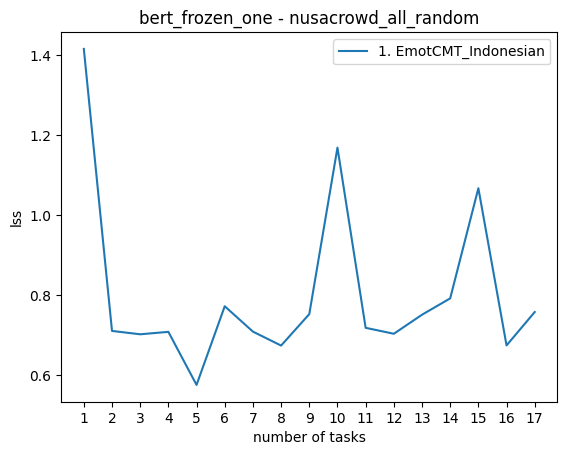 bert_frozen_one - nusacrowd_all_random
1. EmotCMT_Indonesian
1.4
1.2
1.0
0.8
0.6
lss
1 2 3 4 5 6 7 8 9 10 11 12 13 14 15 16 17
number of tasks